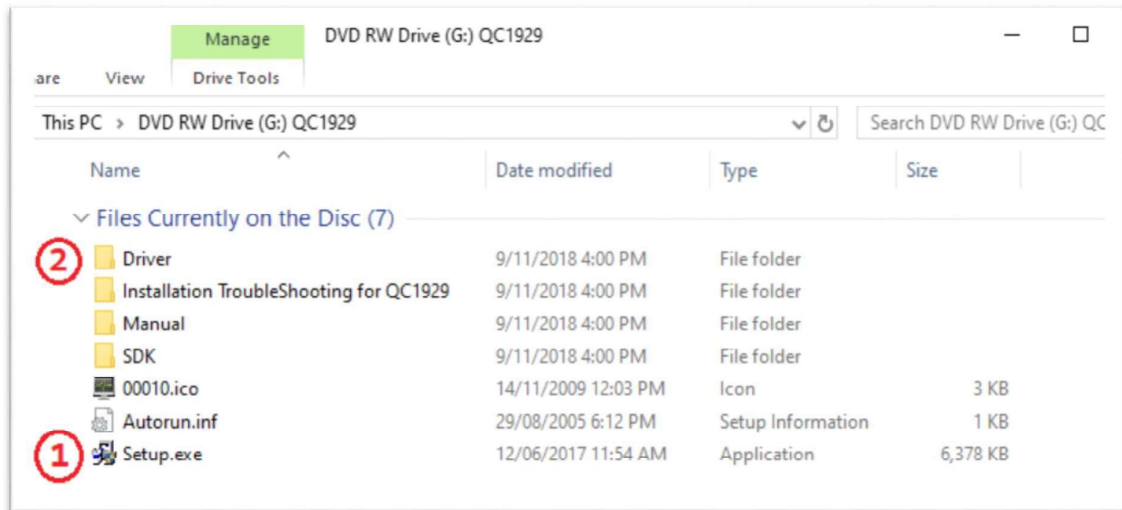 Manage DVD RW Drive (G:) QC1929
are View Drive Tools
This PC > DVD RW Drive (G:) QC1929 Search DVD RW Drive (G:) QC
Name Date modified Type Size
Files Currently on the Disc (7)
2 Driver 9/11/2018 4:00 PM File folder
Installation TroubleShooting for QC1929 9/11/2018 4:00 PM File folder
Manual 9/11/2018 4:00 PM File folder
SDK 9/11/2018 4:00 PM File folder
00010.ico 14/11/2009 12:03 PM Icon 3 KB
Autorun.inf 29/08/2005 6:12 PM Setup Information 1 KB
1 Setup.exe 12/06/2017 11:54 AM Application 6,378 KB